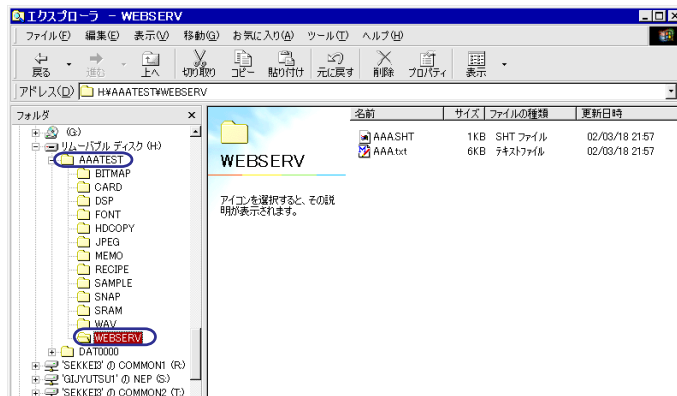 エクスプローラ － WEBSERV
ファイル(F) 編集(E) 表示(V) 移動(G) お気に入り(A) ツール(T) ヘルプ(H)
戻る 進む 上へ 切り取り コピー 貼り付け 元に戻す 削除 プロパティ 表示
アドレス(D) H:¥AAATEST¥WEBSERV
フォルダ ×
(G:)
リムーバブル ディスク (H:)
AAATEST
BITMAP
CARD
DSP
FONT
HDCOPY
JPEG
MEMO
RECIPE
SAMPLE
SNAP
SRAM
WAV
WEBSERV
DAT0000
'SEKKEI3' の COMMON1 (R:)
'GIJYUTSU1' の NEP (S:)
'SEKKEI3' の COMMON2 (T:)
WEBSERV
アイコンを選択すると、その説
明が表示されます。
名前 サイズ ファイルの種類 更新日時
AAA.SHT 1KB SHT ファイル 02/03/18 21:57
AAA.txt 6KB テキストファイル 02/03/18 21:57